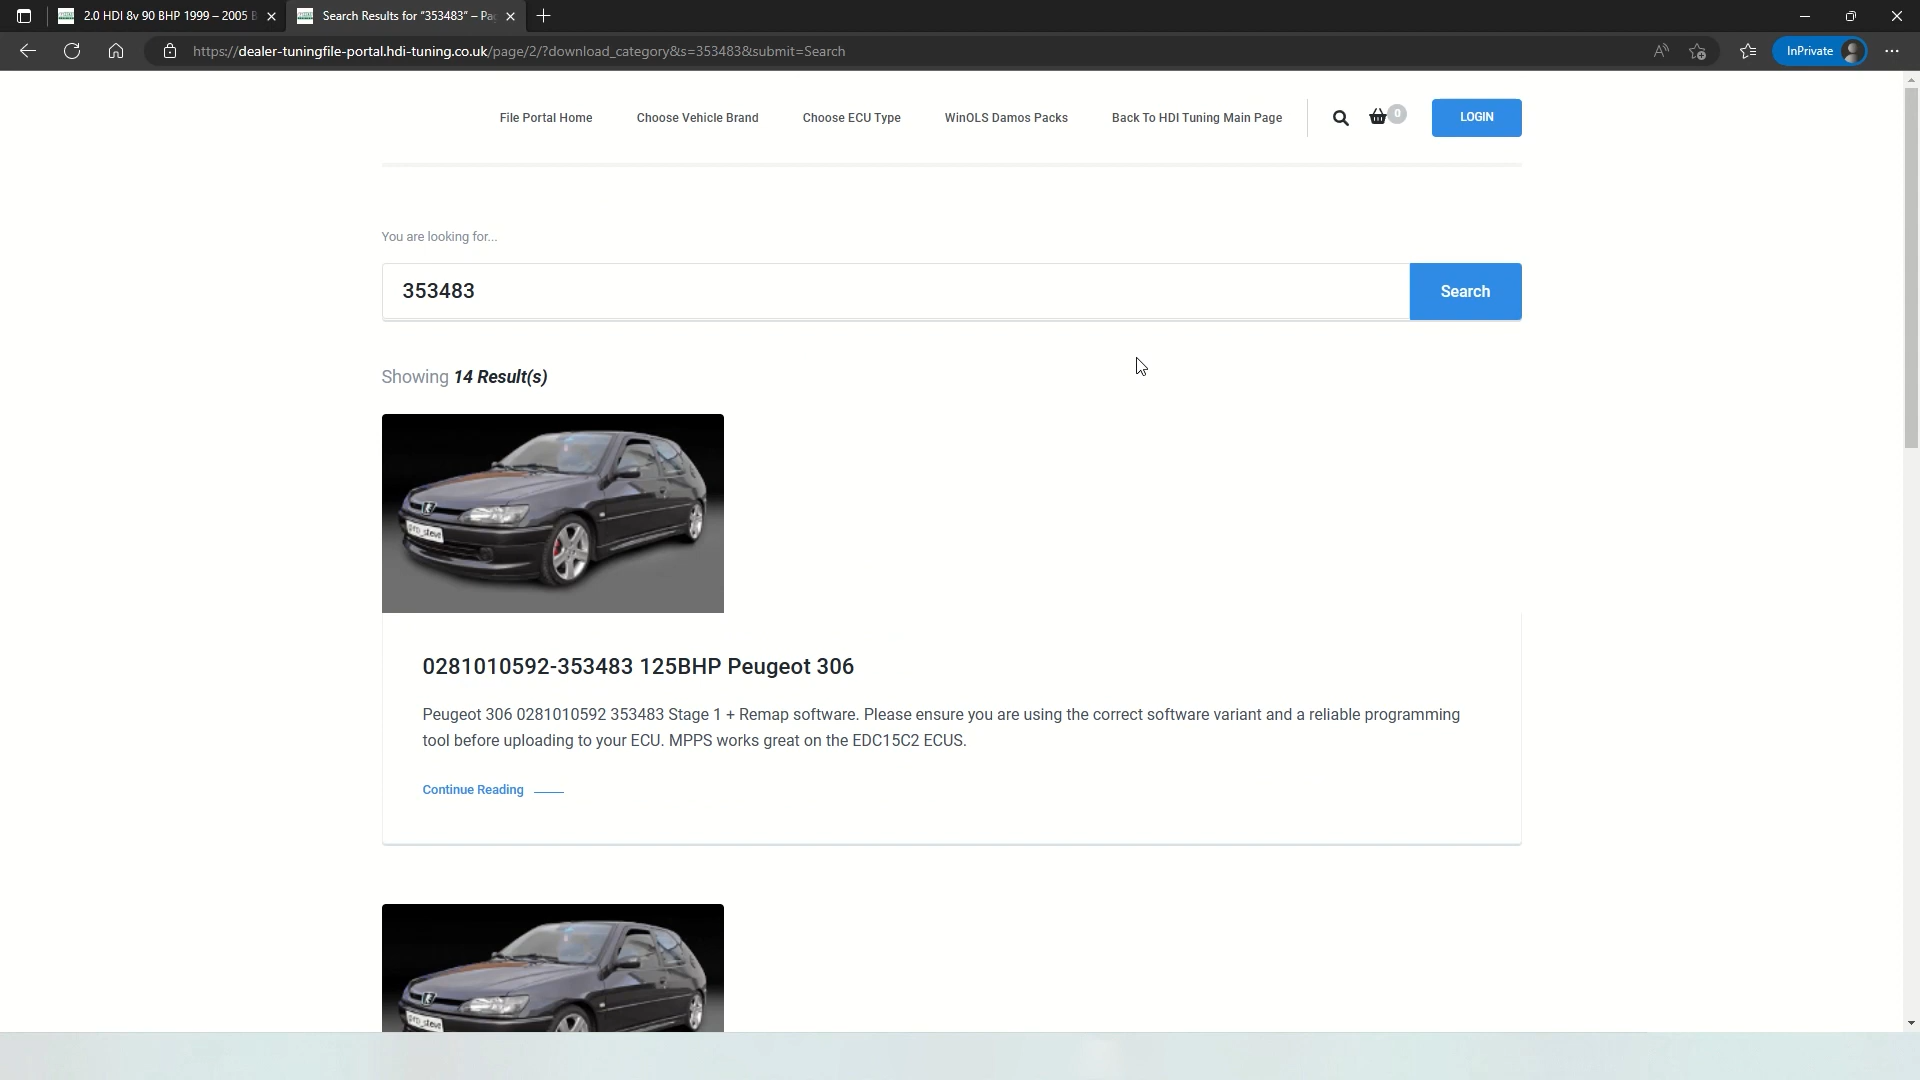 2.0 HDI 8v 90 BHP 1999 – 2005 B
Search Results for “353483” – Pag
https://dealer-tuningfile-portal.hdi-tuning.co.uk/page/2/?download_category&s=353483&submit=Search
InPrivate
File Portal Home
Choose Vehicle Brand
Choose ECU Type
WinOLS Damos Packs
Back To HDI Tuning Main Page
0
LOGIN
You are looking for...
353483
Search
Showing 14 Result(s)
0281010592-353483 125BHP Peugeot 306
Peugeot 306 0281010592 353483 Stage 1 + Remap software. Please ensure you are using the correct software variant and a reliable programming
tool before uploading to your ECU. MPPS works great on the EDC15C2 ECUS.
Continue Reading